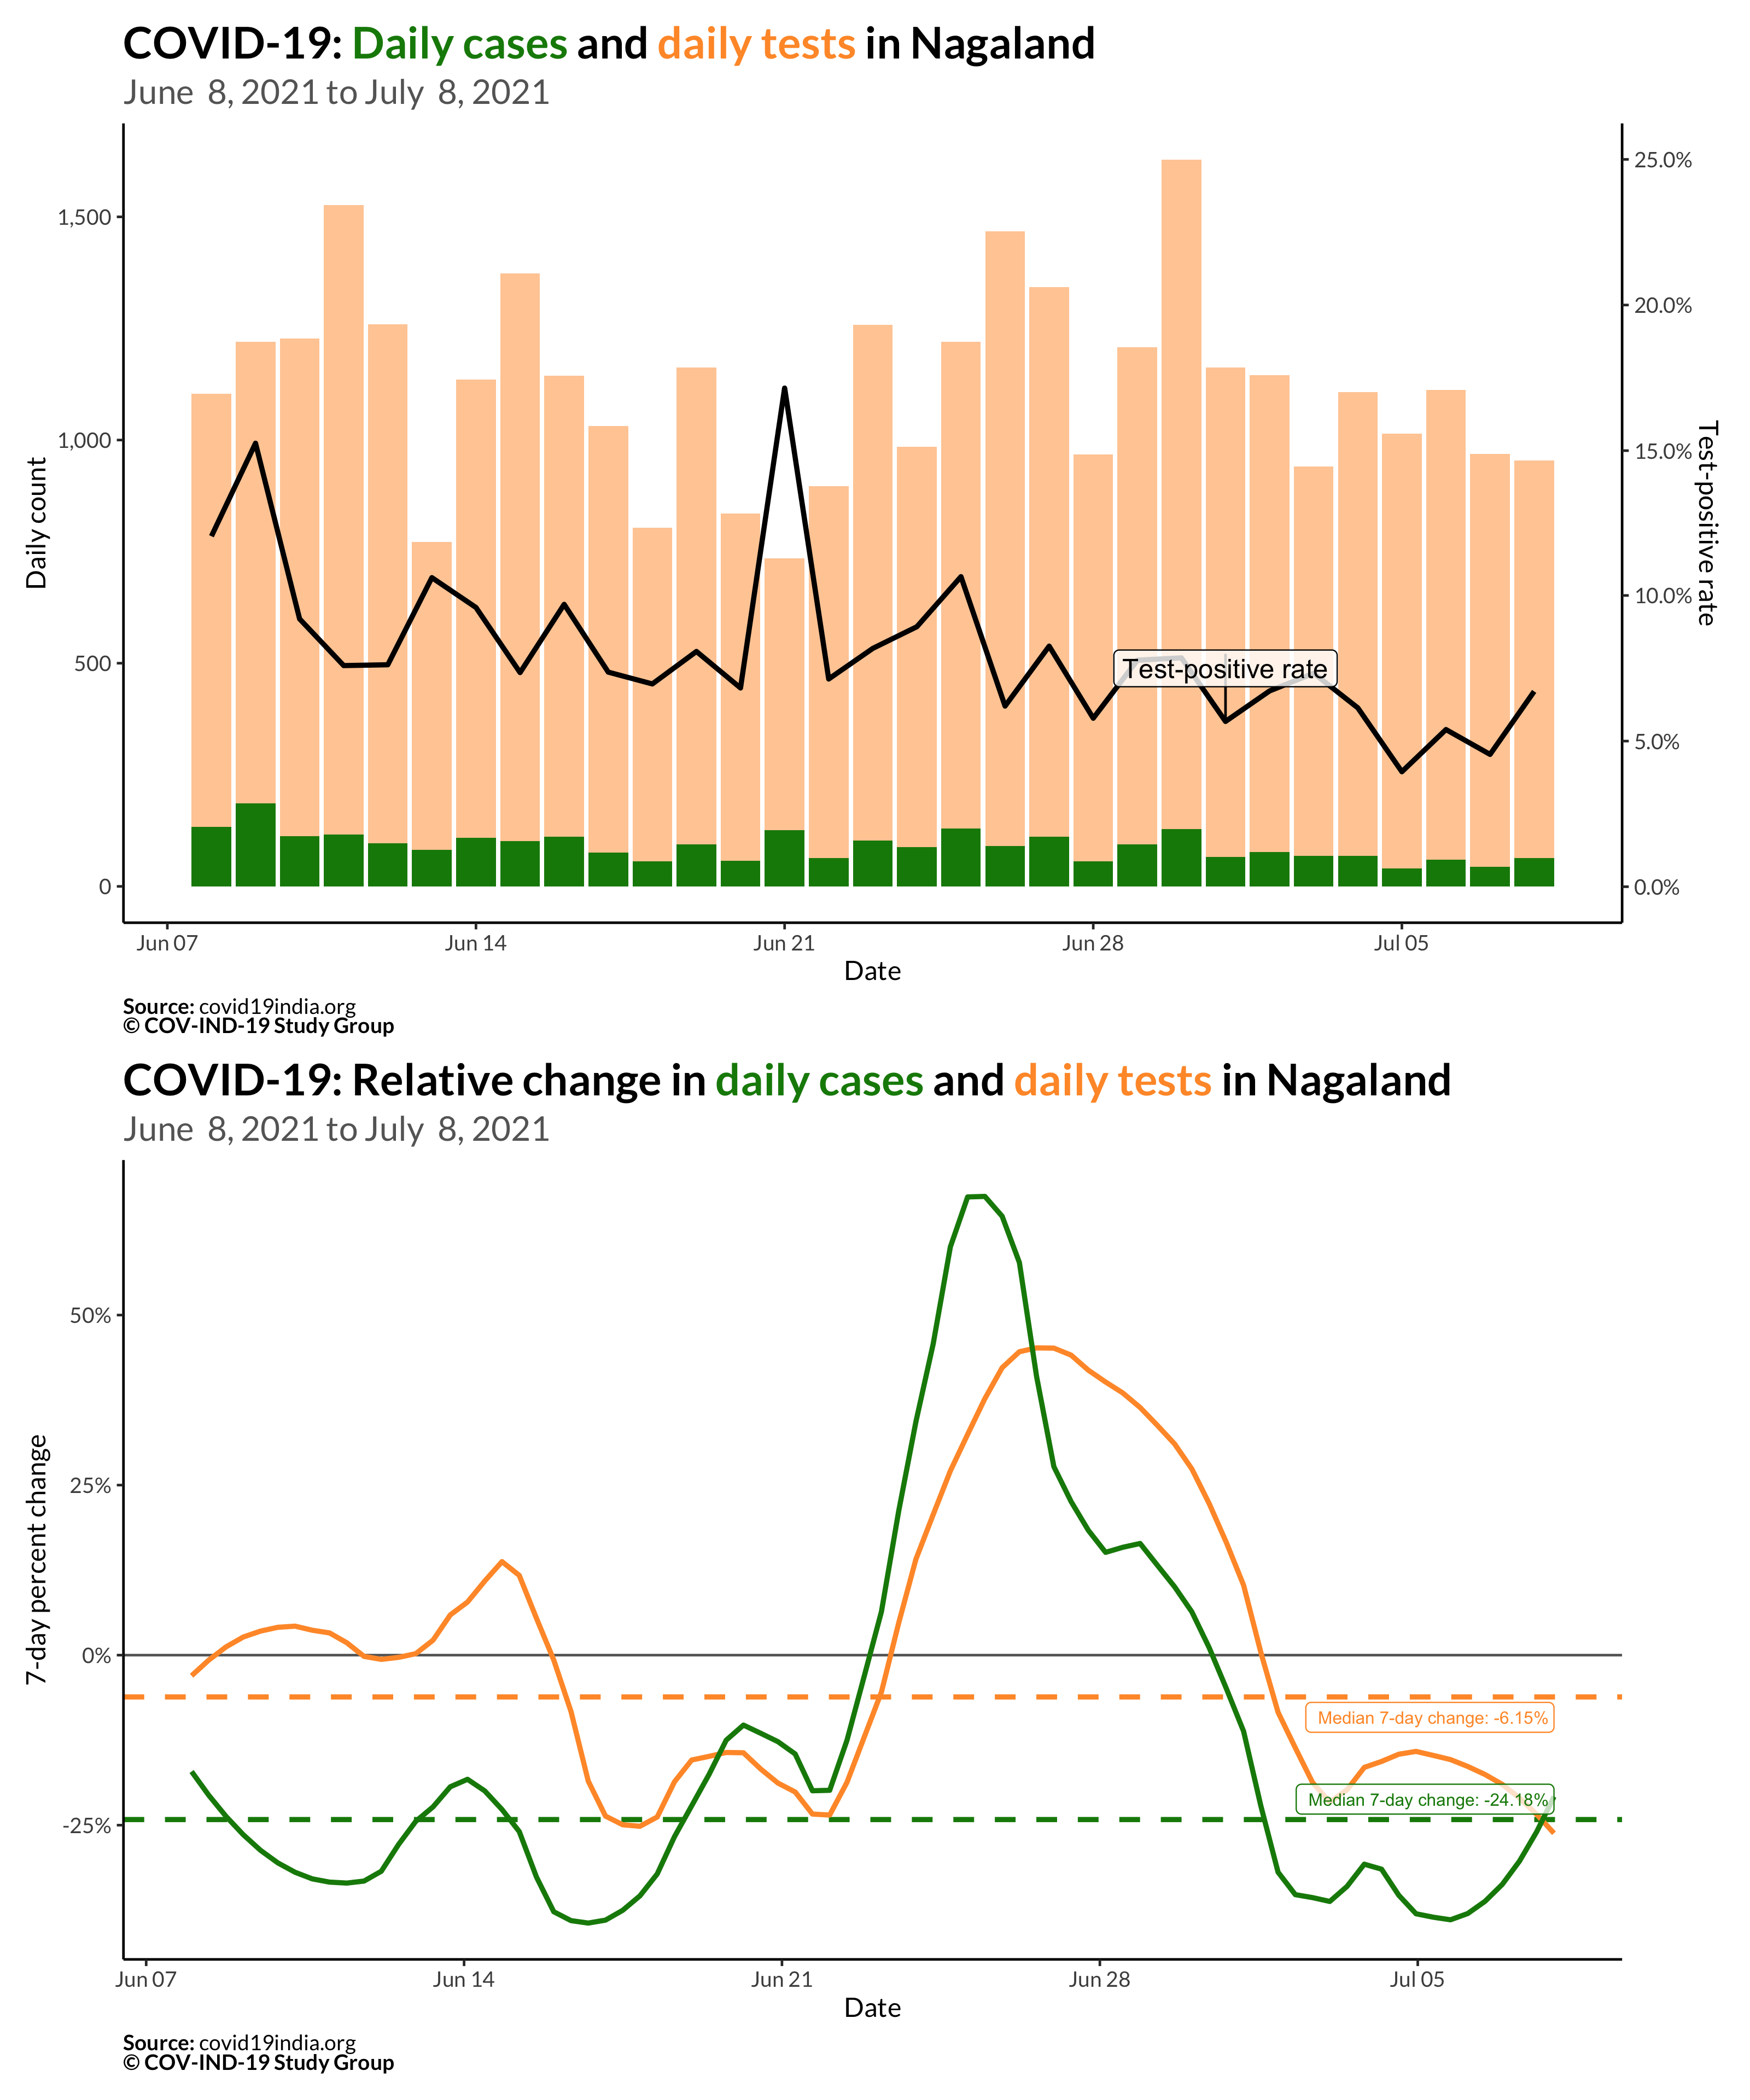 COVID-19: Daily cases and daily tests in Nagaland
June  8, 2021 to July  8, 2021
1,500
1,000
500
0
Daily count
25.0%
20.0%
15.0%
10.0%
5.0%
0.0%
Test-positive rate
Test-positive rate
Jun 07 Jun 14 Jun 21 Jun 28 Jul 05
Date
Source: covid19india.org
© COV-IND-19 Study Group
COVID-19: Relative change in daily cases and daily tests in Nagaland
June  8, 2021 to July  8, 2021
50%
25%
0%
-25%
7-day percent change
Median 7-day change: -6.15%
Median 7-day change: -24.18%
Jun 07 Jun 14 Jun 21 Jun 28 Jul 05
Date
Source: covid19india.org
© COV-IND-19 Study Group